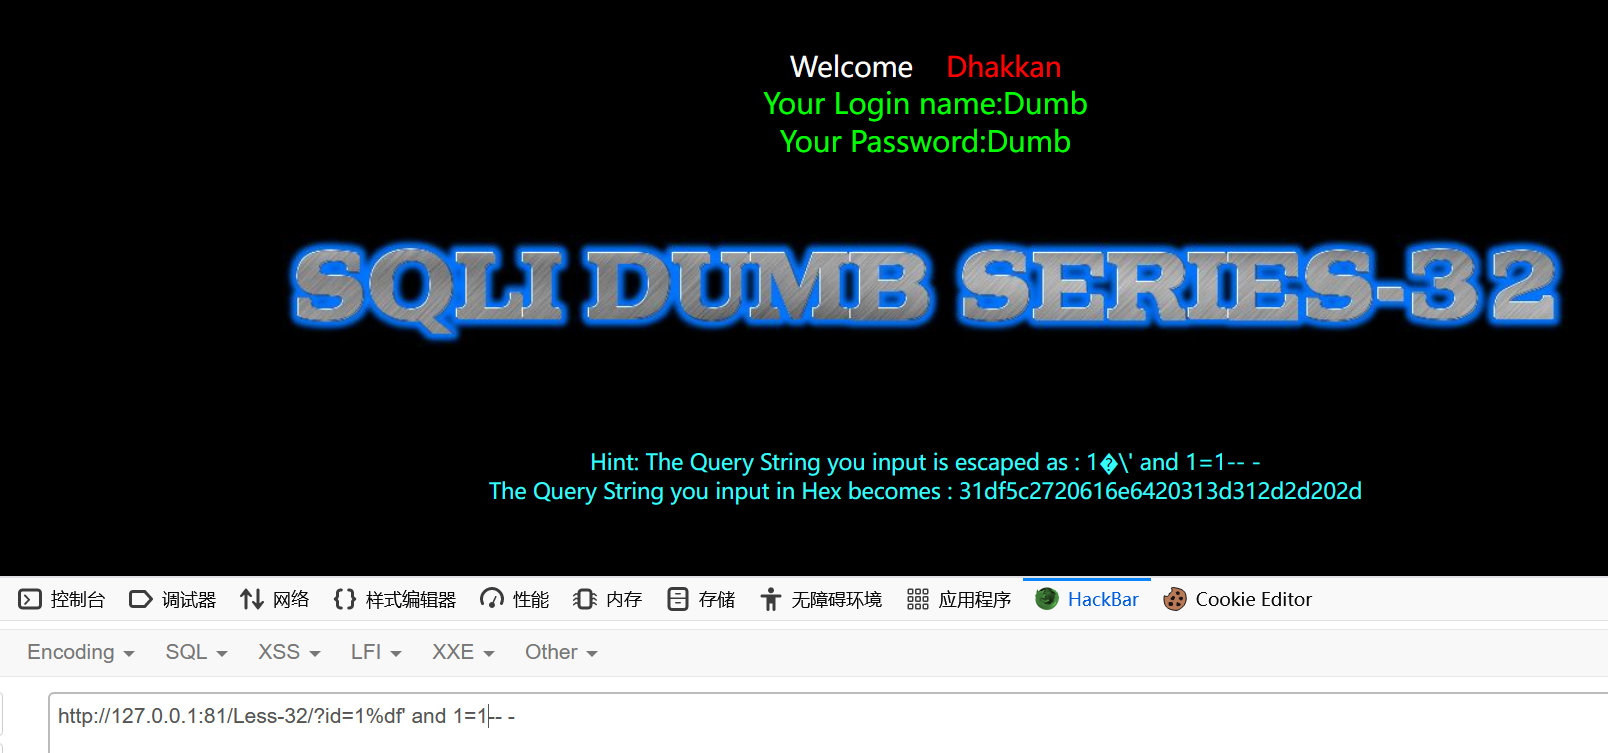 Welcome Dhakkan
Your Login name:Dumb
Your Password:Dumb
SQLI DUMB SERIES-32
Hint: The Query String you input is escaped as : 1�\' and 1=1-- -
The Query String you input in Hex becomes : 31df5c2720616e6420313d312d2d202d
控制台 调试器 网络 样式编辑器 性能 内存 存储 无障碍环境 应用程序 HackBar Cookie Editor
Encoding SQL XSS LFI XXE Other
http://127.0.0.1:81/Less-32/?id=1%df' and 1=1-- -